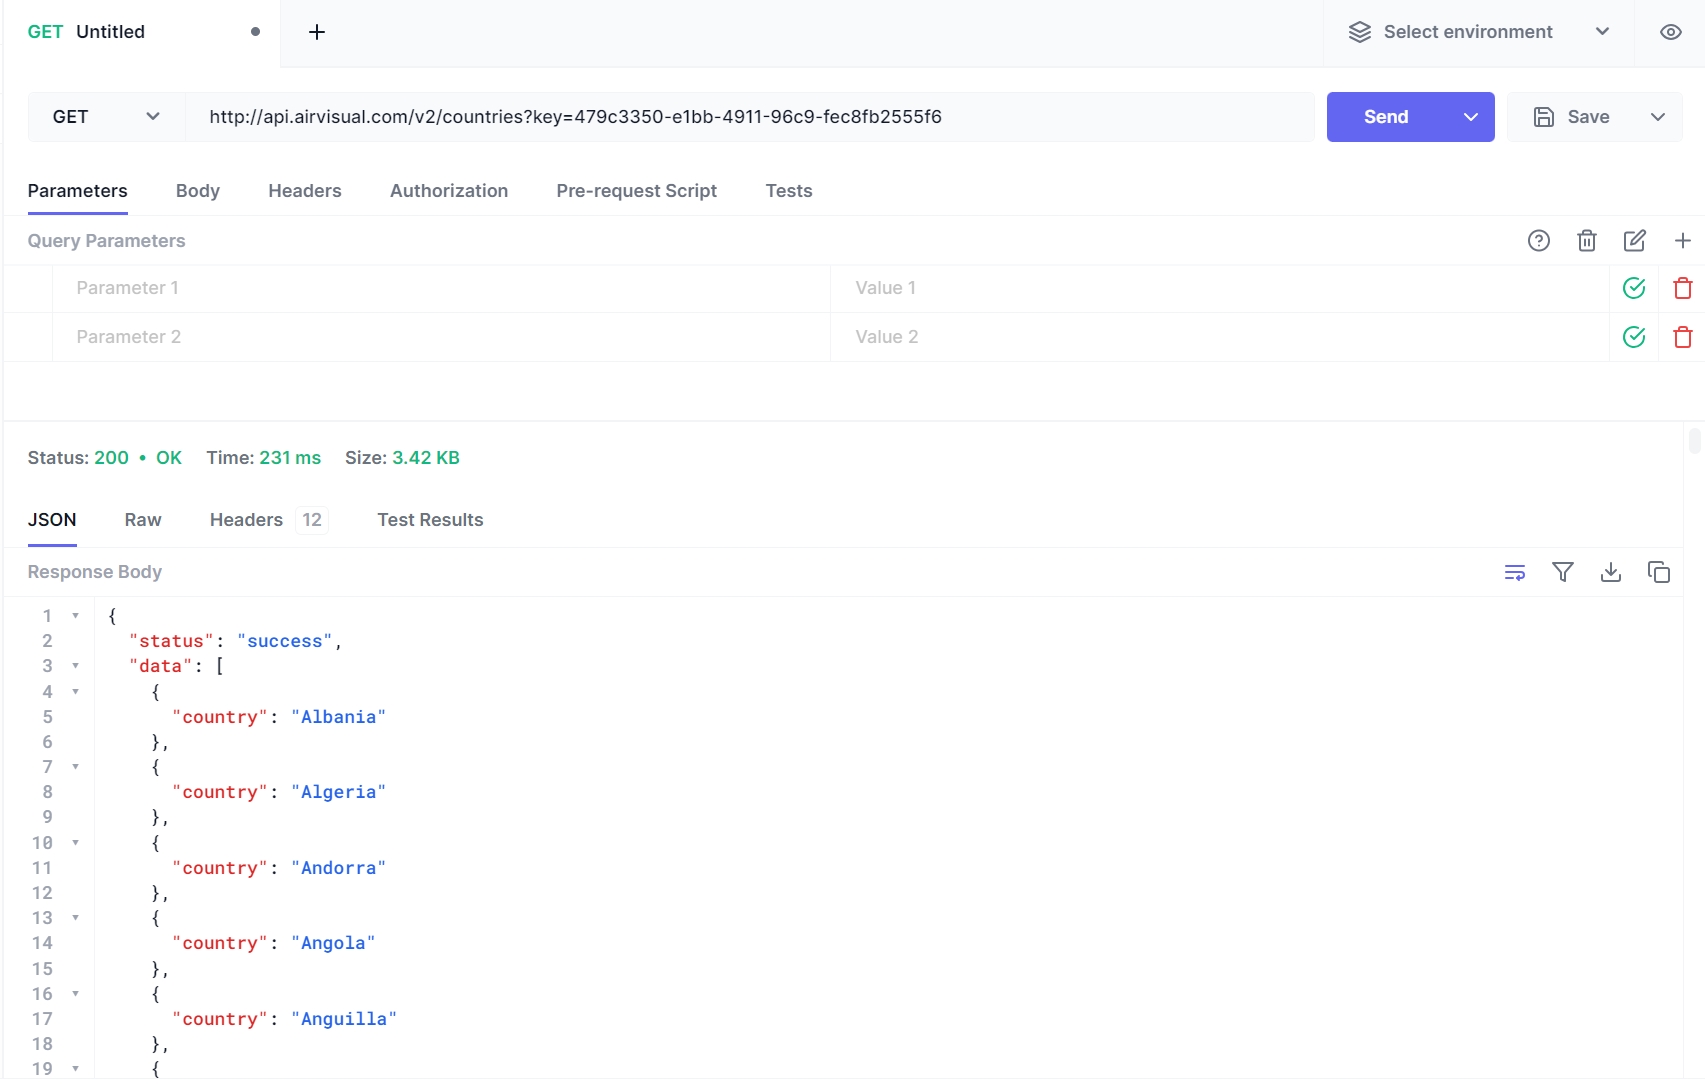 GET Untitled
Select environment
GET
http://api.airvisual.com/v2/countries?key=479c3350-e1bb-4911-96c9-fec8fb2555f6
Send
Save
Parameters Body Headers Authorization Pre-request Script Tests
Query Parameters
Parameter 1 Value 1
Parameter 2 Value 2
Status: 200 • OK Time: 231 ms Size: 3.42 KB
JSON Raw Headers 12 Test Results
Response Body
1 {
2 "status": "success",
3 "data": [
4 {
5 "country": "Albania"
6 },
7 {
8 "country": "Algeria"
9 },
10 {
11 "country": "Andorra"
12 },
13 {
14 "country": "Angola"
15 },
16 {
17 "country": "Anguilla"
18 },
19 {